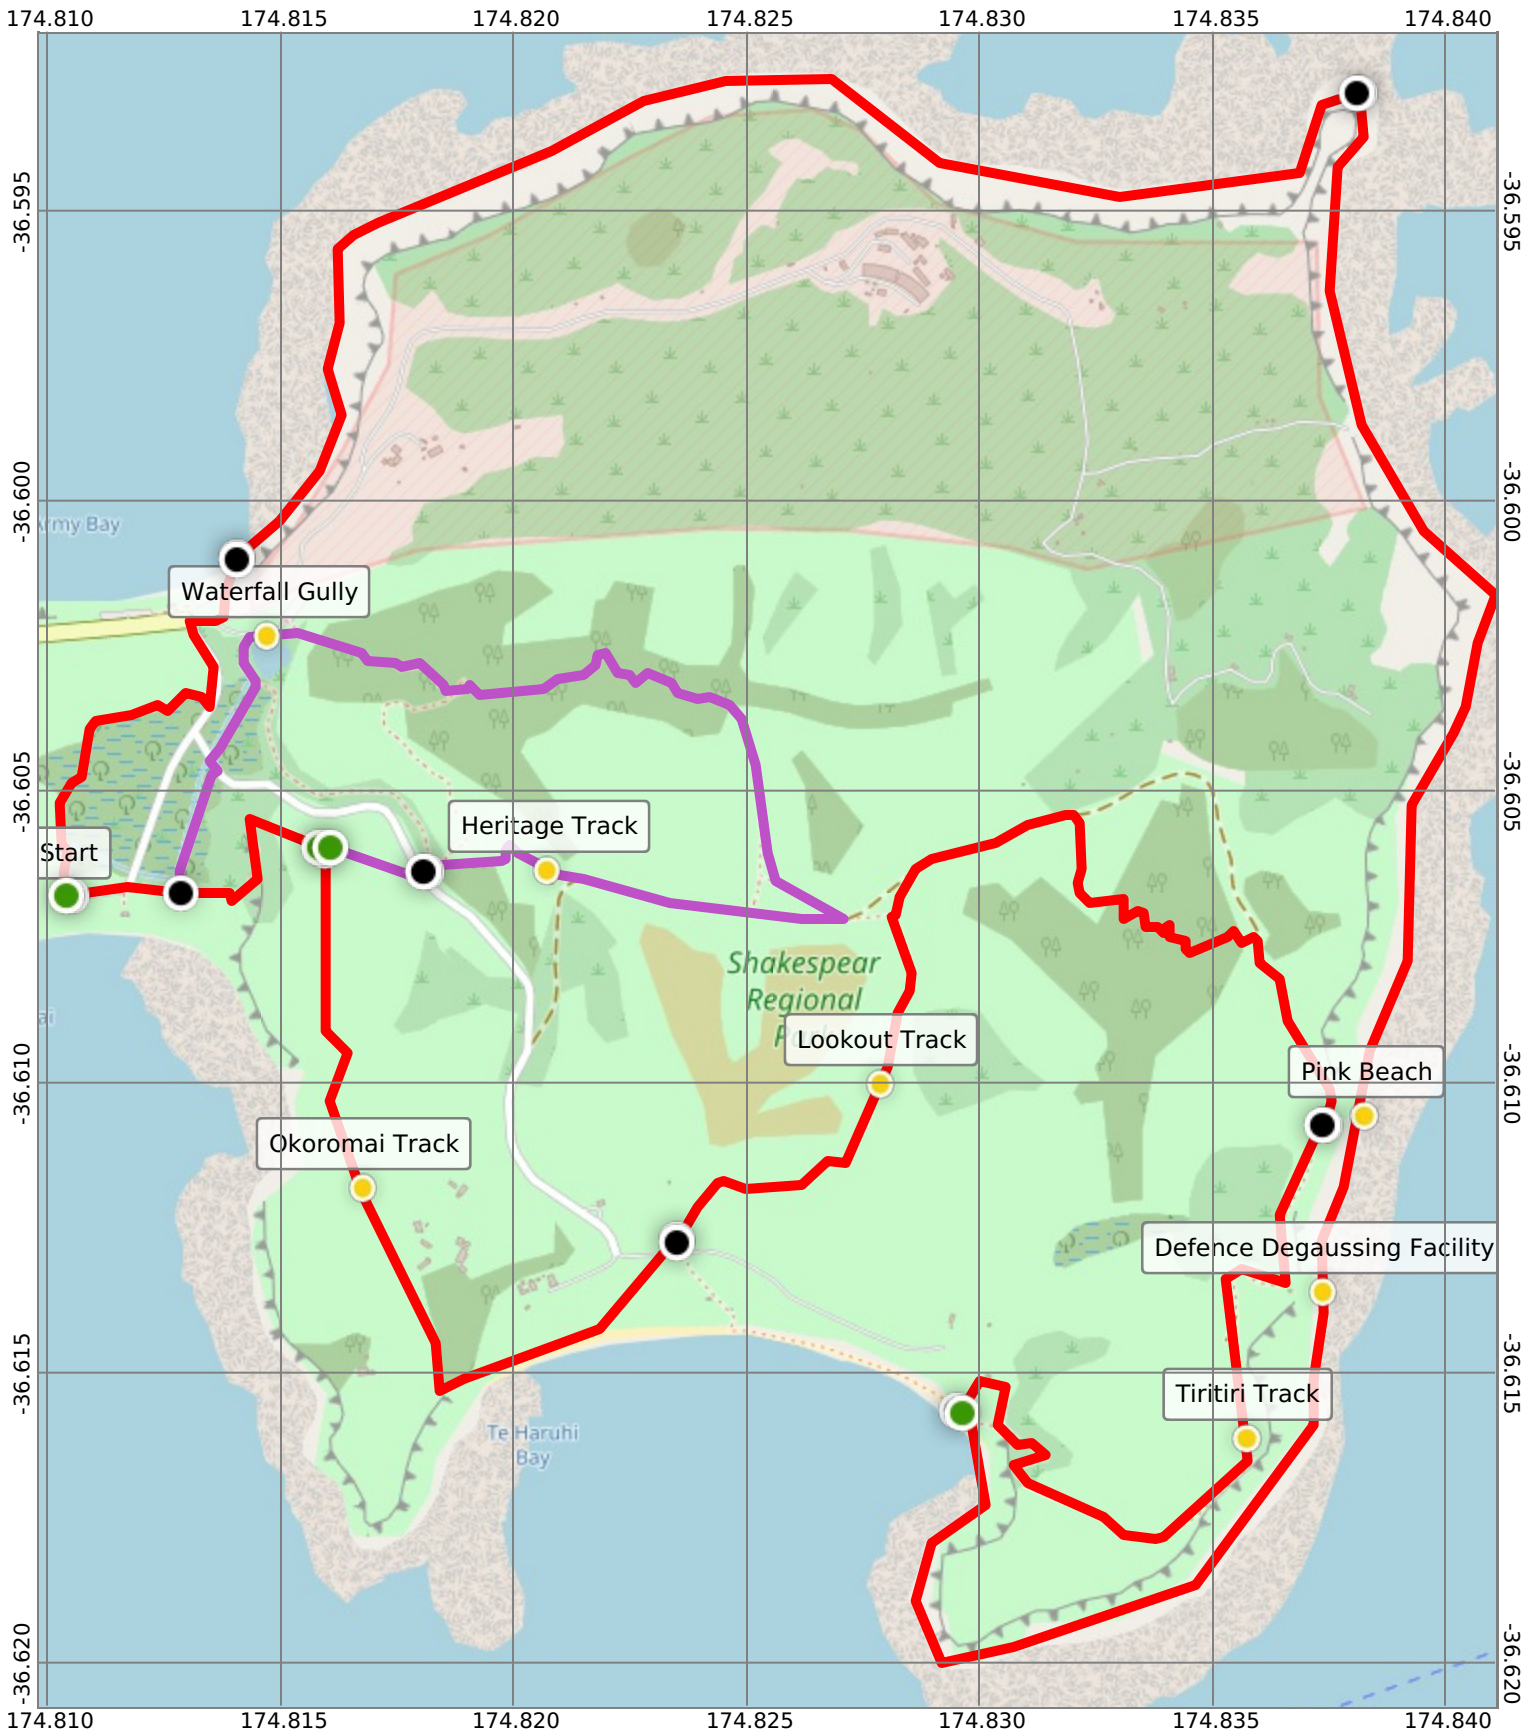 174.810 174.815 174.820 174.825 174.830 174.835 174.840
-36.595
-36.595
-36.600
-36.600
Army Bay
Waterfall Gully
-36.605
-36.605
Heritage Track
Start
Shakespear
Regional
Lookout Track
-36.610
-36.610
Pink Beach
Okoromai Track
Defence Degaussing Facility
-36.615
-36.615
Tiritiri Track
Te Haruhi
Bay
-36.620
-36.620
174.810 174.815 174.820 174.825 174.830 174.835 174.840